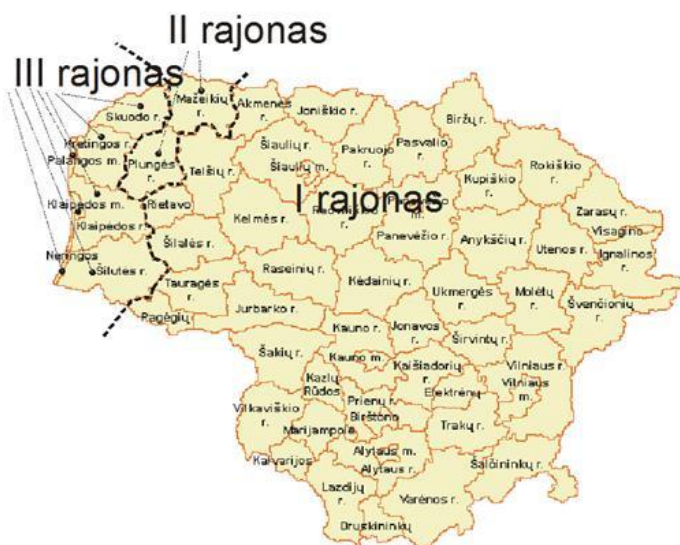 II rajonas
III rajonas
Skuodo r.
Mažeikių
r.
Akmenės
r.
Joniškio r.
Biržų r.
Kretingos r.
Palangos m.
Plungės
r.
Telšių r.
Šiaulių r.
Šiaulių m.
Pakruojo
r.
Pasvalio
r.
Rokiškio
r.
Kupiškio
r.
I rajonas
Klaipėdos m.
Klaipėdos r.
Rietavo
Kelmės r.
Panevėžio r.
Anykščių r.
Zarasų r.
Visagino
Utenos r.
Ignalinos
r.
Neringos
Šilutės r.
Šilalės r.
Raseinių r.
Kėdainių r.
Ukmergės
r.
Molėtų
r.
Švenčionių
r.
Tauragės
r.
Pagėgių
Jurbarko r.
Kauno r.
Jonavos
r.
Širvintų r.
Šakių r.
Kauno m.
Kaišiadorių
r.
Vilniaus r.
Vilniaus
m.
Kazlų
Rūdos
Prienų r.
Elektrėnų
Vilkaviškio
r.
Birštono
Marijampolė
Trakų r.
Kalvarijos
Alytaus m.
Alytaus r.
Šalčininkų r.
Lazdijų
r.
Varėnos r.
Druskininkų